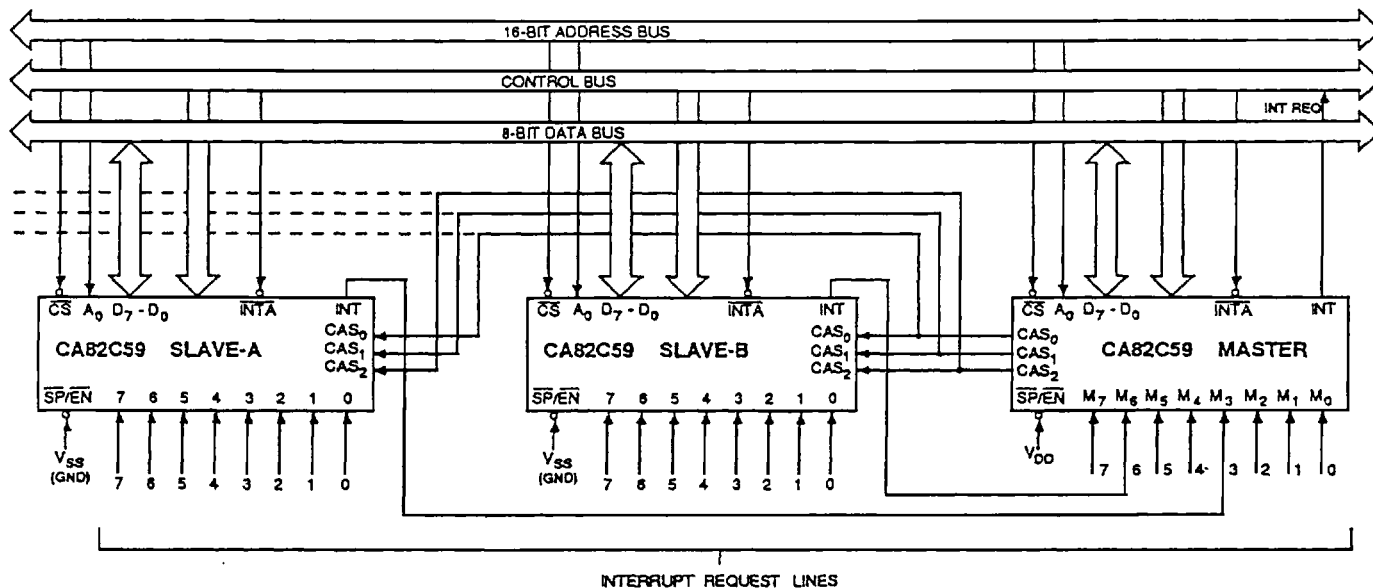 16-BIT ADDRESS BUS
CONTROL BUS
INT REQ
8-BIT DATA BUS
CS A0 D7 - D0 INTA INT
CAS0
CA82C59 SLAVE-A CAS1
CAS2
SP/EN 7 6 5 4 3 2 1 0
VSS
(GND)
7 6 5 4 3 2 1 0
CS A0 D7 - D0 INTA INT
CAS0
CA82C59 SLAVE-B CAS1
CAS2
SP/EN 7 6 5 4 3 2 1 0
VSS
(GND)
7 6 5 4 3 2 1 0
CS A0 D7 - D0 INTA INT
CAS0
CAS1 CA82C59 MASTER
CAS2
SP/EN M7 M6 M5 M4 M3 M2 M1 M0
VDD
7 6 5 4 3 2 1 0
INTERRUPT REQUEST LINES